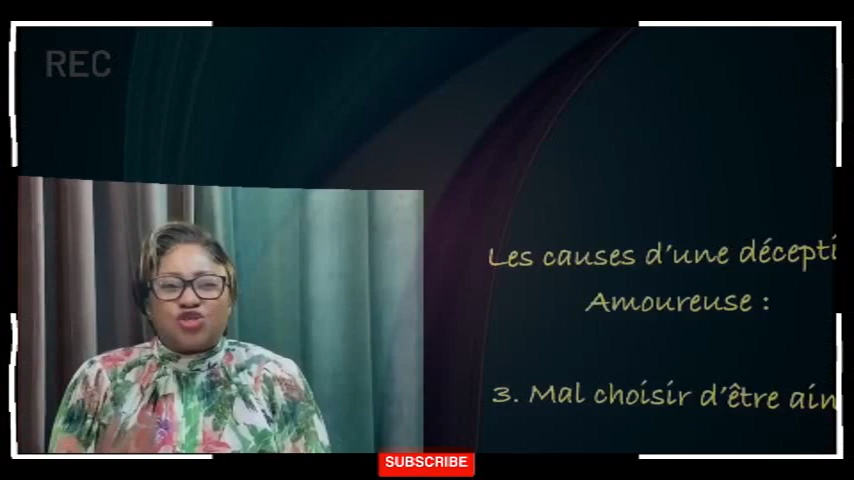 REC
Les causes d'une décepti
Amoureuse :
3. Mal choisir d'être ain
SUBSCRIBE